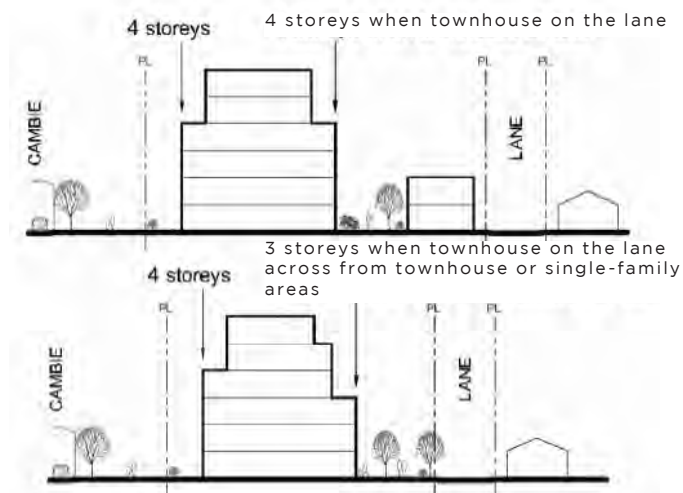 4 storeys
4 storeys when townhouse on the lane
PL
PL
PL
CAMBIE
LANE
3 storeys when townhouse on the lane
across from townhouse or single-family
areas
4 storeys
PL
PL
PL
CAMBIE
LANE